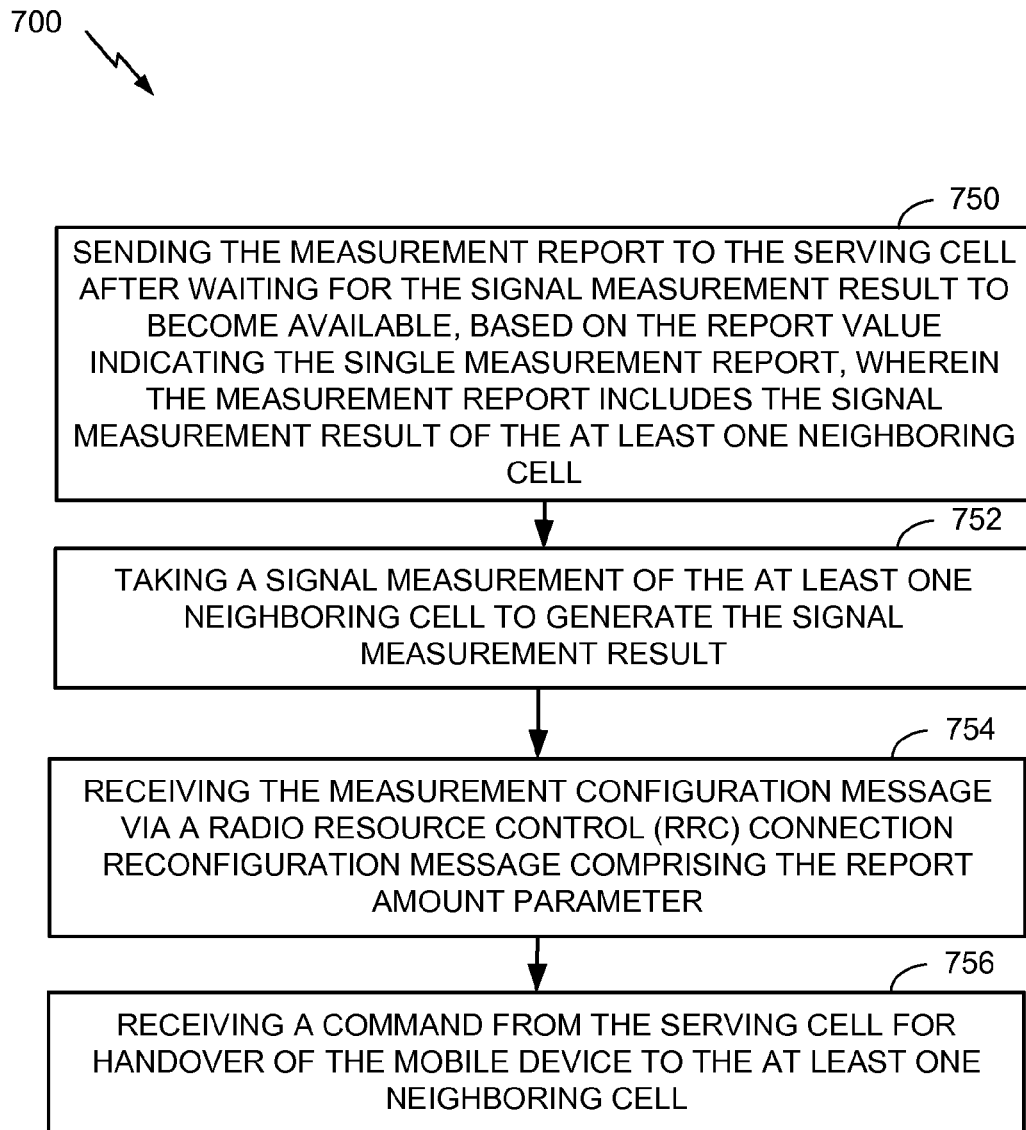 700
750
SENDING THE MEASUREMENT REPORT TO THE SERVING CELL
AFTER WAITING FOR THE SIGNAL MEASUREMENT RESULT TO
BECOME AVAILABLE, BASED ON THE REPORT VALUE
INDICATING THE SINGLE MEASUREMENT REPORT, WHEREIN
THE MEASUREMENT REPORT INCLUDES THE SIGNAL
MEASUREMENT RESULT OF THE AT LEAST ONE NEIGHBORING
CELL
752
TAKING A SIGNAL MEASUREMENT OF THE AT LEAST ONE
NEIGHBORING CELL TO GENERATE THE SIGNAL
MEASUREMENT RESULT
754
RECEIVING THE MEASUREMENT CONFIGURATION MESSAGE
VIA A RADIO RESOURCE CONTROL (RRC) CONNECTION
RECONFIGURATION MESSAGE COMPRISING THE REPORT
AMOUNT PARAMETER
756
RECEIVING A COMMAND FROM THE SERVING CELL FOR
HANDOVER OF THE MOBILE DEVICE TO THE AT LEAST ONE
NEIGHBORING CELL